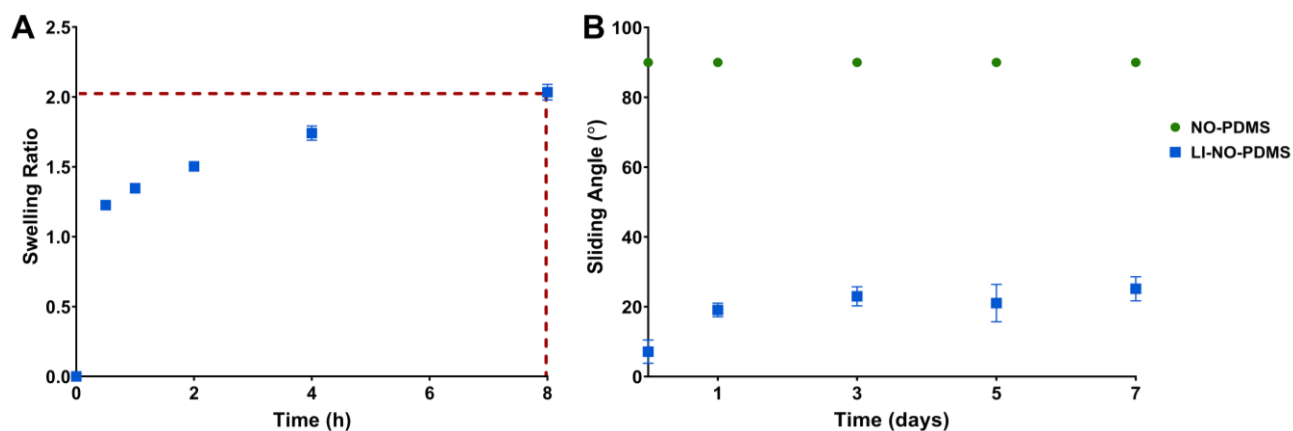 A
2.5
2.0
1.5
1.0
0.5
0.0
Swelling Ratio
0 2 4 6 8
Time (h)
B
100
80
60
40
20
0
Sliding Angle (°)
1 3 5 7
Time (days)
NO-PDMS
LI-NO-PDMS